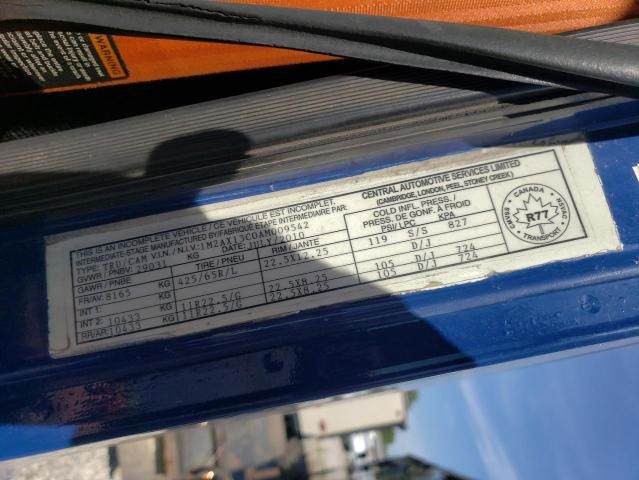 WARNING
THIS IS AN INCOMPLETE VEHICLE / CE VEHICULE EST INCOMPLET.
INTERMEDIATE-STAGE MANUFACTURED BY/FABRIQUE ETAPE INTERMEDIAIRE PAR:
CENTRAL AUTOMOTIVE SERVICES LIMITED
(CAMBRIDGE, LONDON, PEEL, STONEY CREEK)
TYPE: TRU/CAM V.I.N. / N.I.V: 1M2AX13C0AM009542
GVWR / PNBV: 29031 KG DATE: JULY/2010
COLD INFL. PRESS./
PRESS. DE GONF. À FROID
GAWR / PNBE TIRE / PNEU RIM / JANTE PSI/LPC KPA
FR/AV: 8165 KG 425/65R/L 22.5X12.25 119 S/S 827
INT 1: KG D/J
INT 2: 10433 KG 11R22.5/G 22.5X8.25 105 D/J 724
RR/AR: 10433 KG 11R22.5/G 22.5X8.25 105 D/J 724
CANADA
R77
TRANSPORT